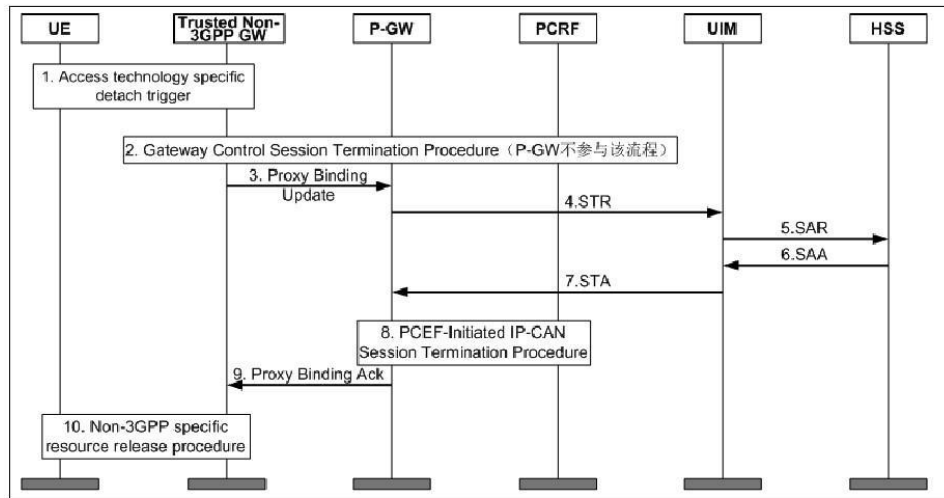 UE
Trusted Non-
3GPP GW
P-GW
PCRF
UIM
HSS
1. Access technology specific
detach trigger
2. Gateway Control Session Termination Procedure（P-GW不参与该流程）
3. Proxy Binding
Update
4.STR
5.SAR
6.SAA
7.STA
8. PCEF-Initiated IP-CAN
Session Termination Procedure
9. Proxy Binding Ack
10. Non-3GPP specific
resource release procedure